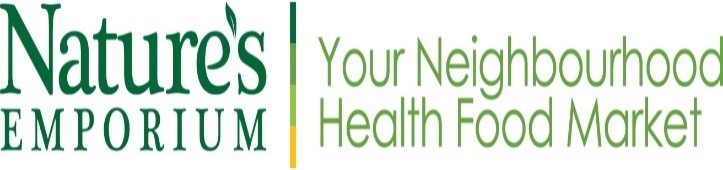 Nature's
EMPORIUM
Your Neighbourhood
Health Food Market